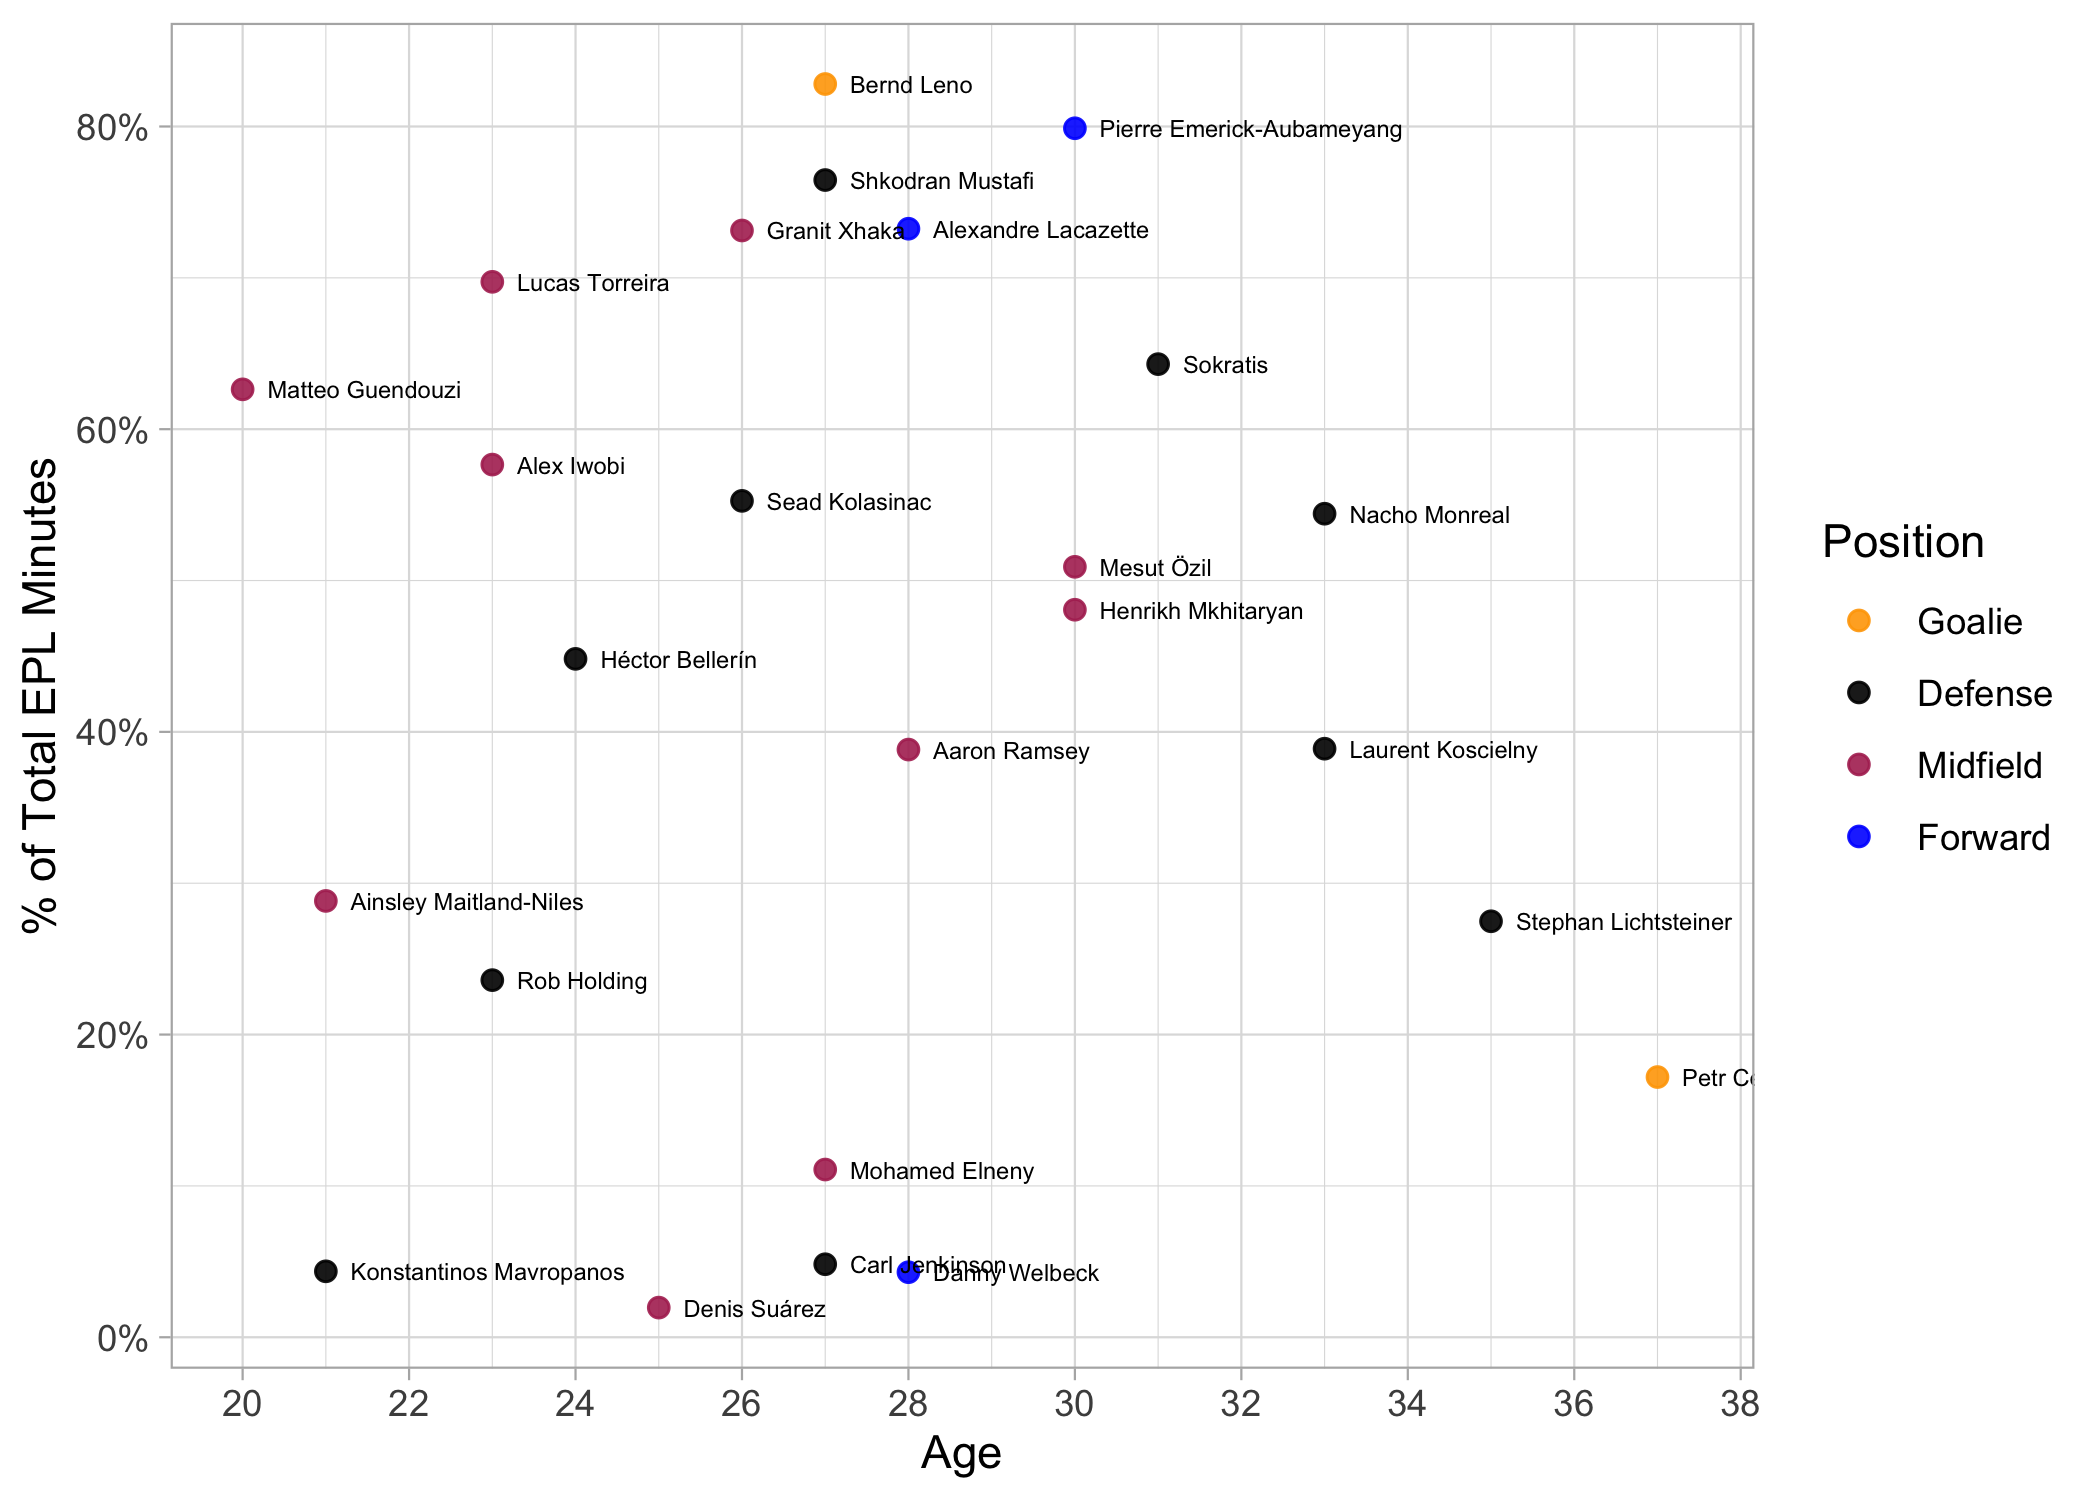 % of Total EPL Minutes
80%
60%
40%
20%
0%
Bernd Leno
Pierre Emerick-Aubameyang
Shkodran Mustafi
Granit Xhaka
Alexandre Lacazette
Lucas Torreira
Sokratis
Matteo Guendouzi
Alex Iwobi
Sead Kolasinac
Nacho Monreal
Mesut Özil
Henrikh Mkhitaryan
Héctor Bellerín
Aaron Ramsey
Laurent Koscielny
Ainsley Maitland-Niles
Stephan Lichtsteiner
Rob Holding
Petr
Mohamed Elneny
Carl Jenkinson
Konstantinos Mavropanos
Danny Welbeck
Denis Suárez
20 22 24 26 28 30 32 34 36 38
Age
Position
Goalie
Defense
Midfield
Forward